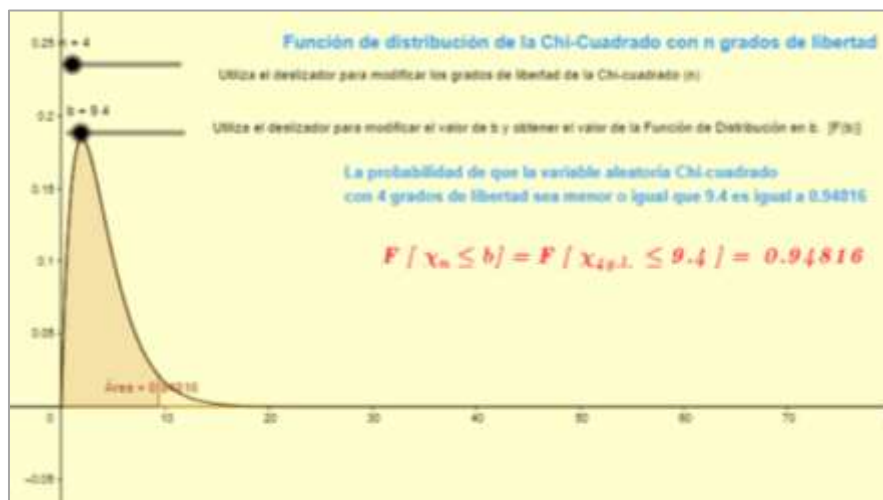 Función de distribución de la Chi-Cuadrado con n grados de libertad
n = 4
Utiliza el deslizador para modificar los grados de libertad de la Chi-cuadrado (n)
b = 9.4
Utiliza el deslizador para modificar el valor de b y obtener el valor de la Función de Distribución en b. [F(b)]
La probabilidad de que la variable aleatoria Chi-cuadrado
con 4 grados de libertad sea menor o igual que 9.4 es igual a 0.94816
F [ χn ≤ b] = F [ χ4g.l. ≤ 9.4 ] = 0.94816
Área = 0.94816
0.25
0.2
0.15
0.1
0.05
0 10 20 30 40 50 60 70
-0.05